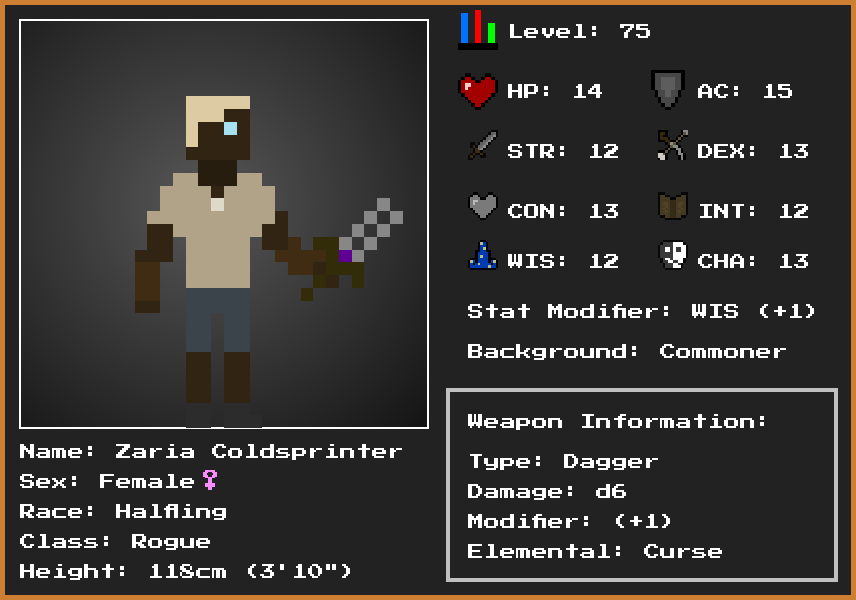 Level: 75
HP: 14
AC: 15
STR: 12
DEX: 13
CON: 13
INT: 12
WIS: 12
CHA: 13
Stat Modifier: WIS (+1)
Background: Commoner
Weapon Information:
Type: Dagger
Damage: d6
Modifier: (+1)
Elemental: Curse
Name: Zaria Coldsprinter
Sex: Female♀
Race: Halfling
Class: Rogue
Height: 118cm (3'10")